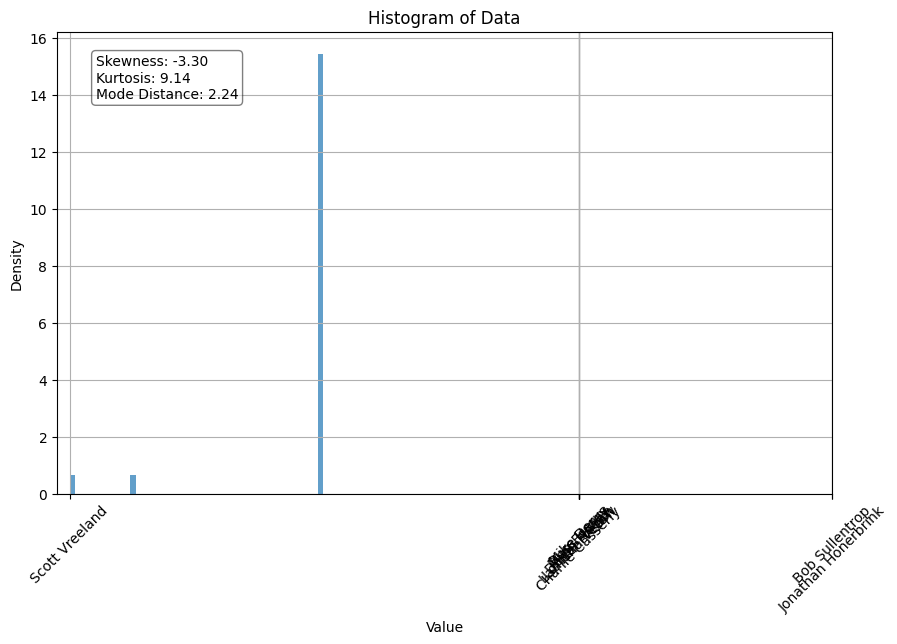 Histogram of Data
Skewness: -3.30
Kurtosis: 9.14
Mode Distance: 2.24
16
14
12
10
8
6
4
2
0
Density
Scott Vreeland
Charlie Casserly
Bob Sullentrop
Jonathan Honerbrink
Value